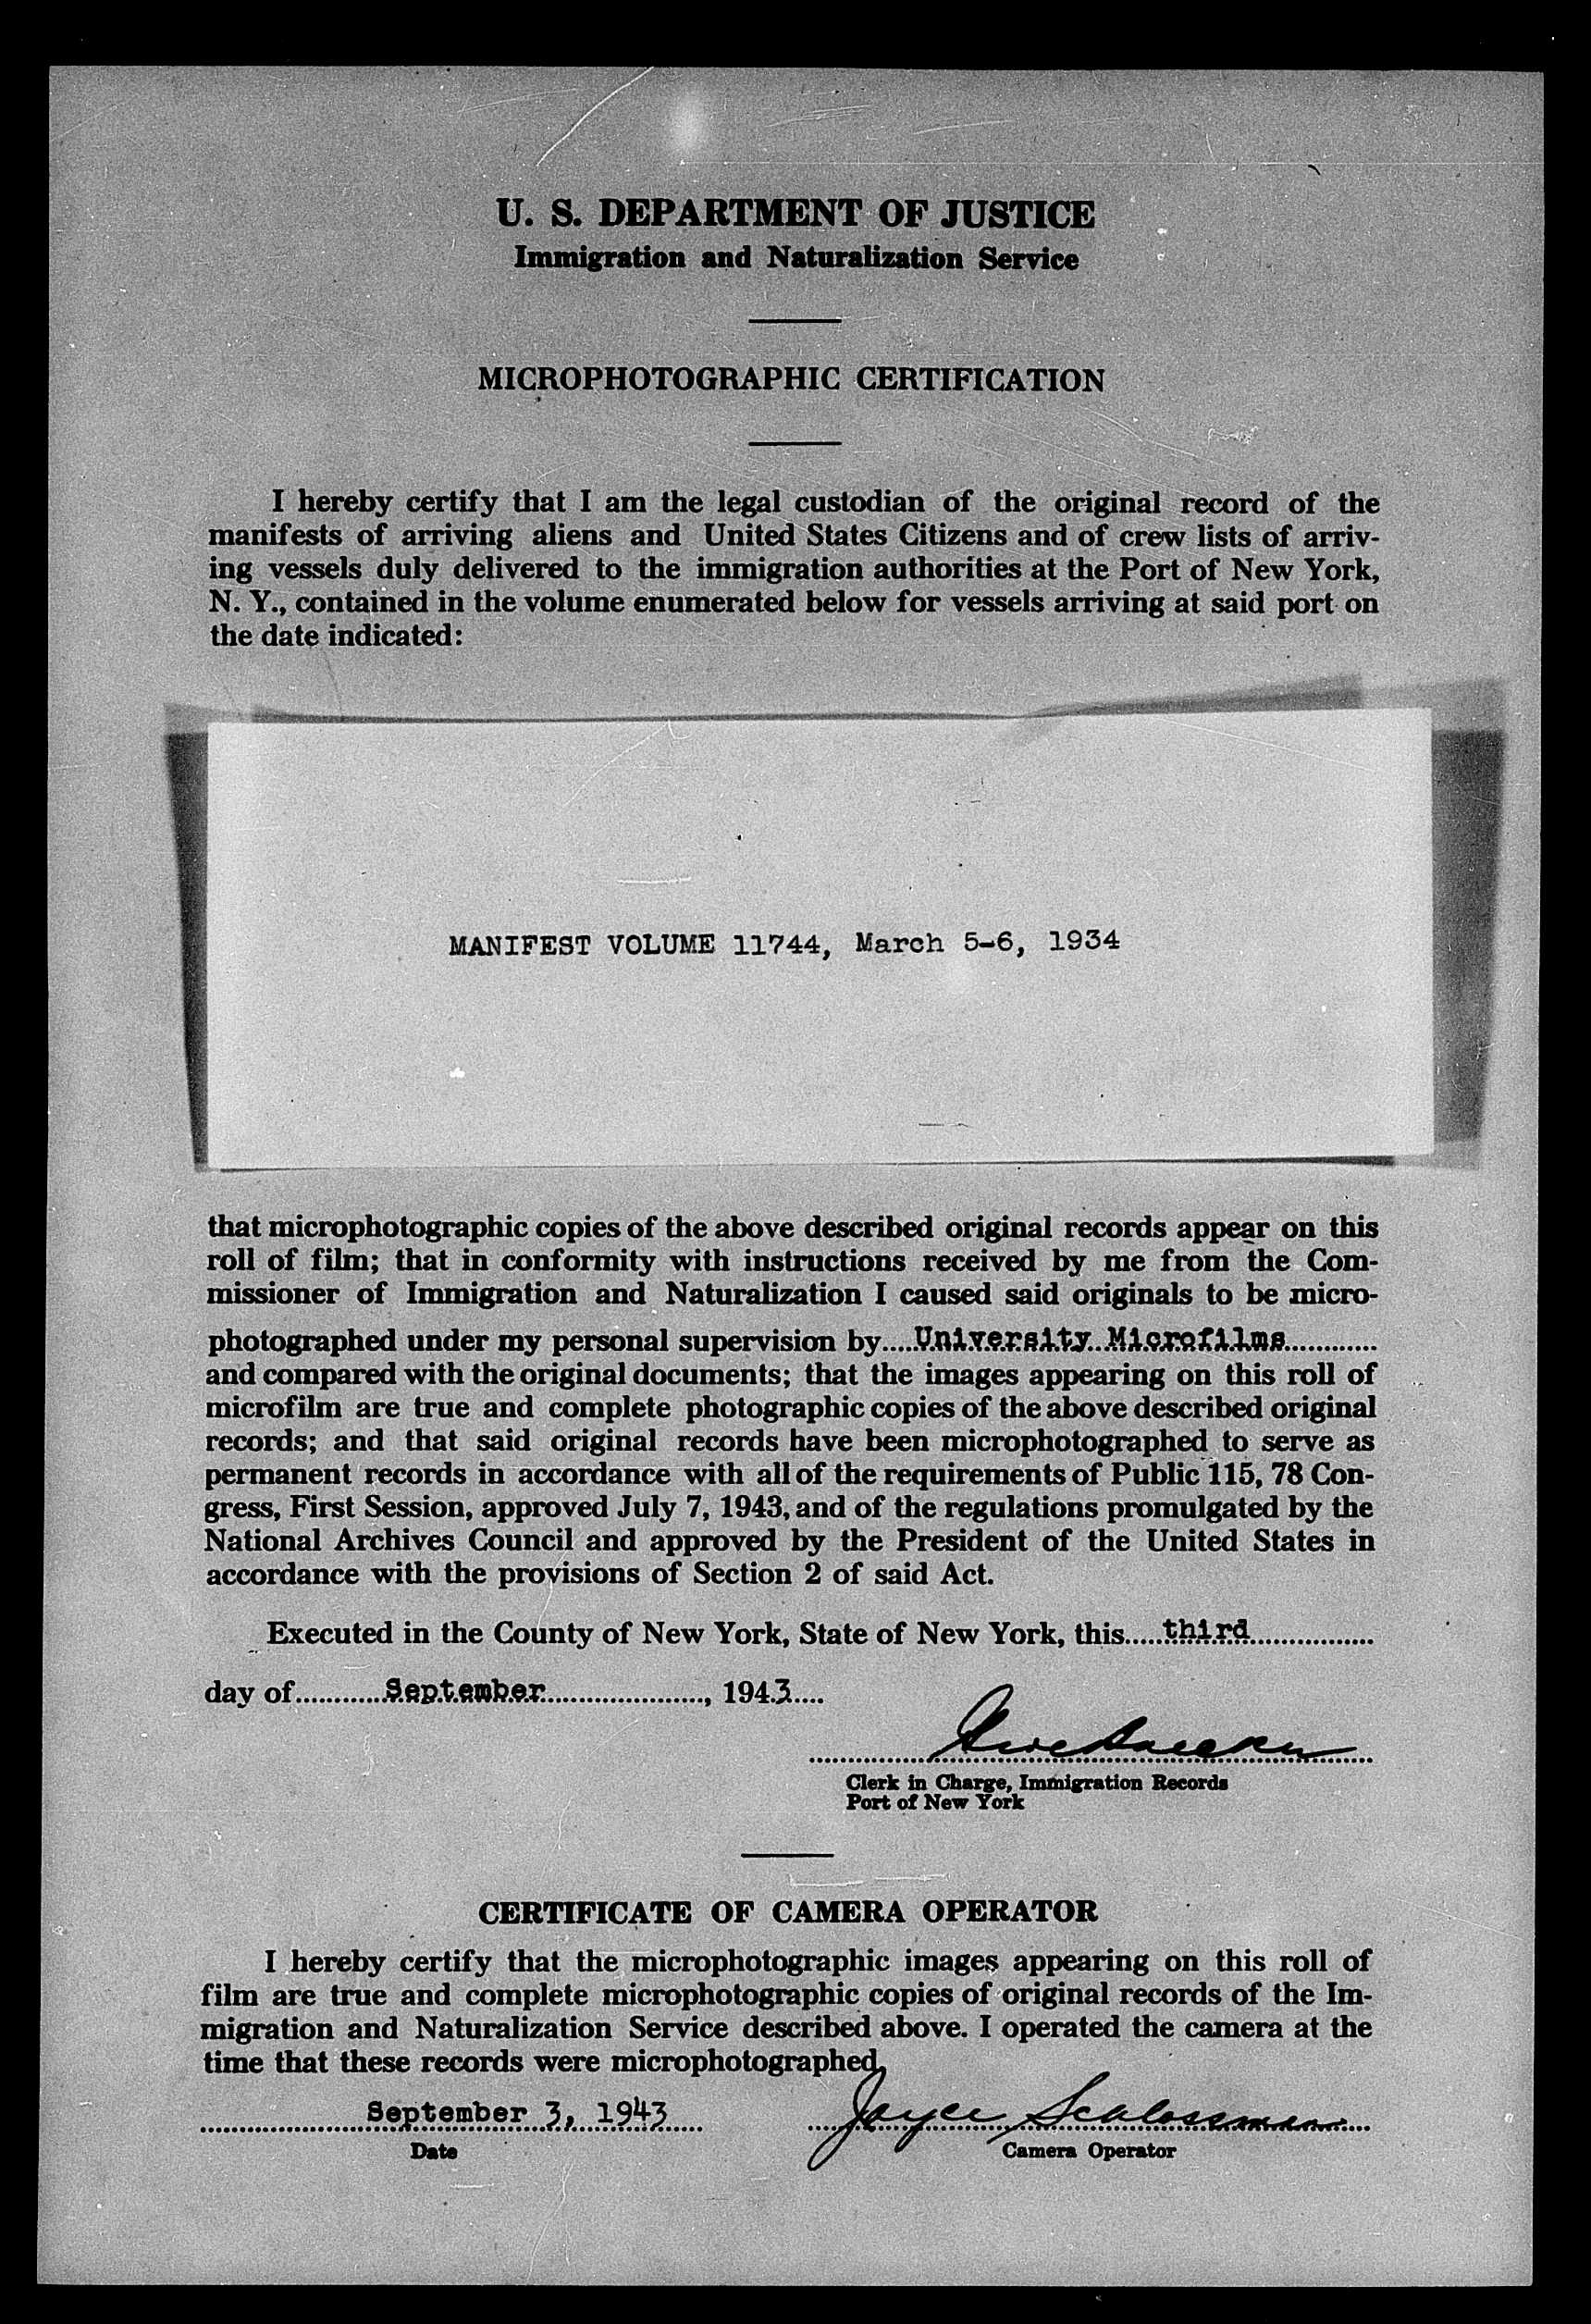 U. S. DEPARTMENT OF JUSTICE
Immigration and Naturalization Service
MICROPHOTOGRAPHIC CERTIFICATION
I hereby certify that I am the legal custodian of the original record of the
manifests of arriving aliens and United States Citizens and of crew lists of arriv-
ing vessels duly delivered to the immigration authorities at the Port of New York,
N. Y., contained in the volume enumerated below for vessels arriving at said port on
the date indicated:
MANIFEST VOLUME 11744, March 5-6, 1934
that microphotographic copies of the above described original records appear on this
roll of film; that in conformity with instructions received by me from the Com-
missioner of Immigration and Naturalization I caused said originals to be micro-
photographed under my personal supervision by.....University Microfilms............
and compared with the original documents; that the images appearing on this roll of
microfilm are true and complete photographic copies of the above described original
records; and that said original records have been microphotographed to serve as
permanent records in accordance with all of the requirements of Public 115, 78 Con-
gress, First Session, approved July 7, 1943, and of the regulations promulgated by the
National Archives Council and approved by the President of the United States in
accordance with the provisions of Section 2 of said Act.
Executed in the County of New York, State of New York, this.....third................
day of............September....................., 1943....
Clerk in Charge, Immigration Records
Port of New York
CERTIFICATE OF CAMERA OPERATOR
I hereby certify that the microphotographic images appearing on this roll of
film are true and complete microphotographic copies of original records of the Im-
migration and Naturalization Service described above. I operated the camera at the
time that these records were microphotographed.
September 3, 1943 Joyce Schlossman
Date Camera Operator